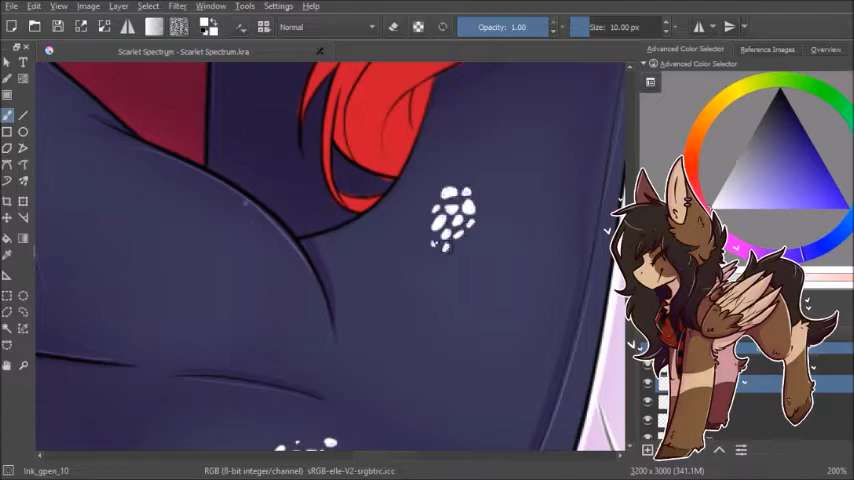 File Edit View Image Layer Select Filter Window Tools Settings Help
Normal
Opacity: 1.00
Size: 10.00 px
Scarlet Spectrum - Scarlet Spectrum.kra
Advanced Color Selector Reference Images Overview
Advanced Color Selector
Ink_gpen_10
RGB (8-bit integer/channel) sRGB-elle-V2-srgbtrc.icc
3200 x 3000 (341.1M)
200%